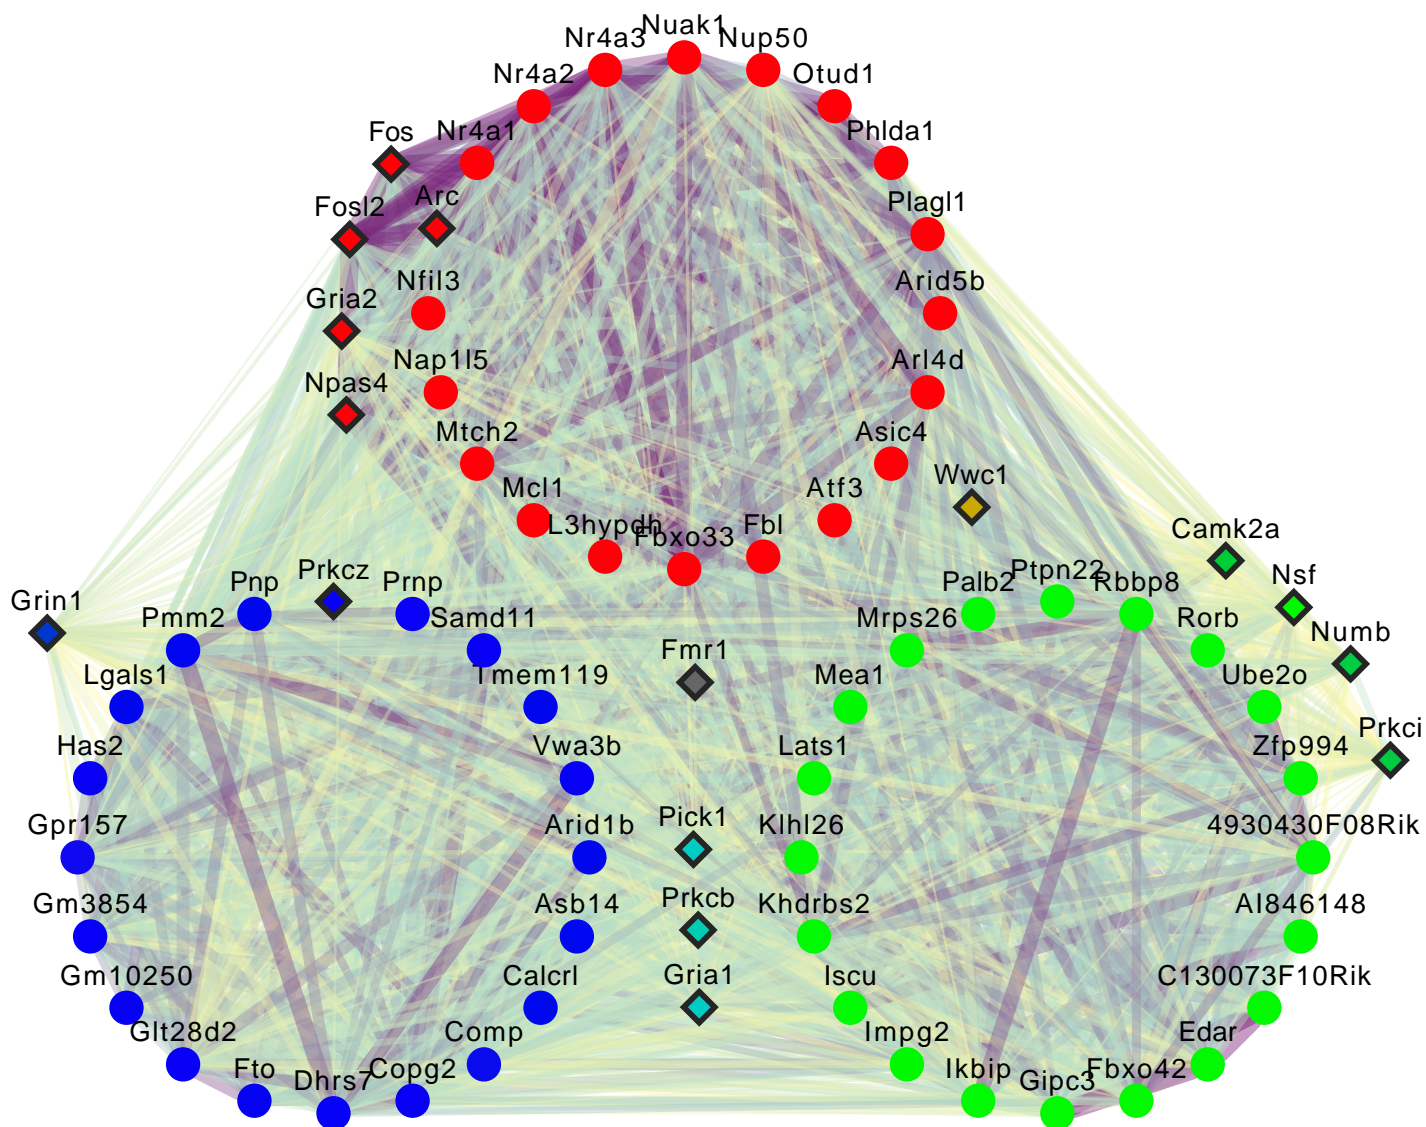 Nuak1
Nr4a3
Nup50
Nr4a2
Otud1
Fos
Nr4a1
Phlda1
Fosl2
Arc
Plagl1
Gria2
Nfil3
Arid5b
Npas4
Nap1l5
Arl4d
Mtch2
Asic4
Mcl1
Atf3
Wwc1
L3hypdh
Fbxo33
Fbl
Camk2a
Grin1
Pnp
Prkcz
Prnp
Palb2
Ptpn22
Rbbp8
Nsf
Pmm2
Samd11
Fmr1
Mrps26
Rorb
Numb
Lgals1
Tmem119
Mea1
Ube2o
Has2
Vwa3b
Lats1
Zfp994
Prkci
Gpr157
Arid1b
Pick1
Klhl26
4930430F08Rik
Gm3854
Asb14
Prkcb
Khdrbs2
AI846148
Gm10250
Calcrl
Gria1
Iscu
C130073F10Rik
Glt28d2
Comp
Impg2
Edar
Fto
Dhrs7
Copg2
Ikbip
Gipc3
Fbxo42